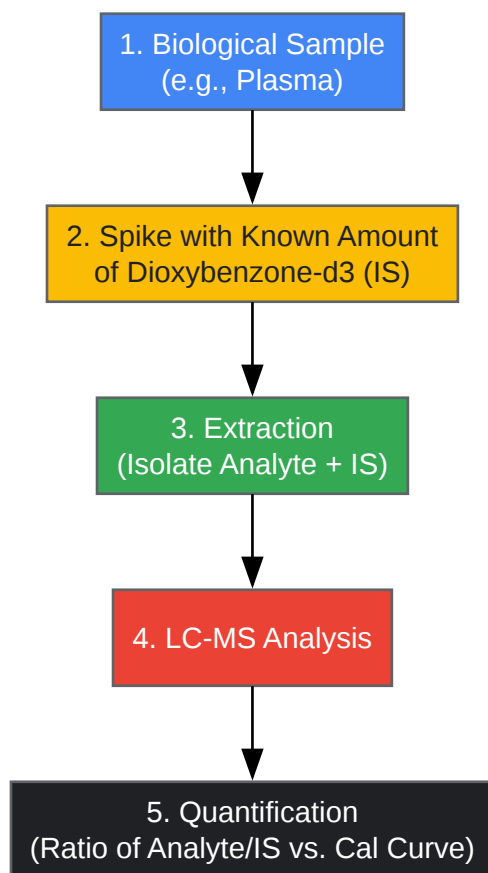 1. Biological Sample
(e.g., Plasma)
2. Spike with Known Amount
of Dioxybenzone-d3 (IS)
3. Extraction
(Isolate Analyte + IS)
4. LC-MS Analysis
5. Quantification
(Ratio of Analyte/IS vs. Cal Curve)